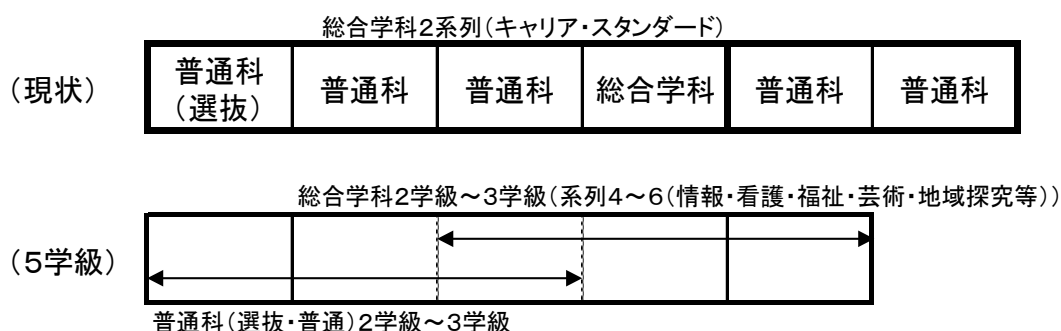 総合学科2系列(キャリア・スタンダード)
(現状) 普通科(選抜) 普通科 普通科 総合学科 普通科 普通科
総合学科2学級～3学級(系列4～6(情報・看護・福祉・芸術・地域探究等))
(5学級)
普通科(選抜・普通)2学級～3学級